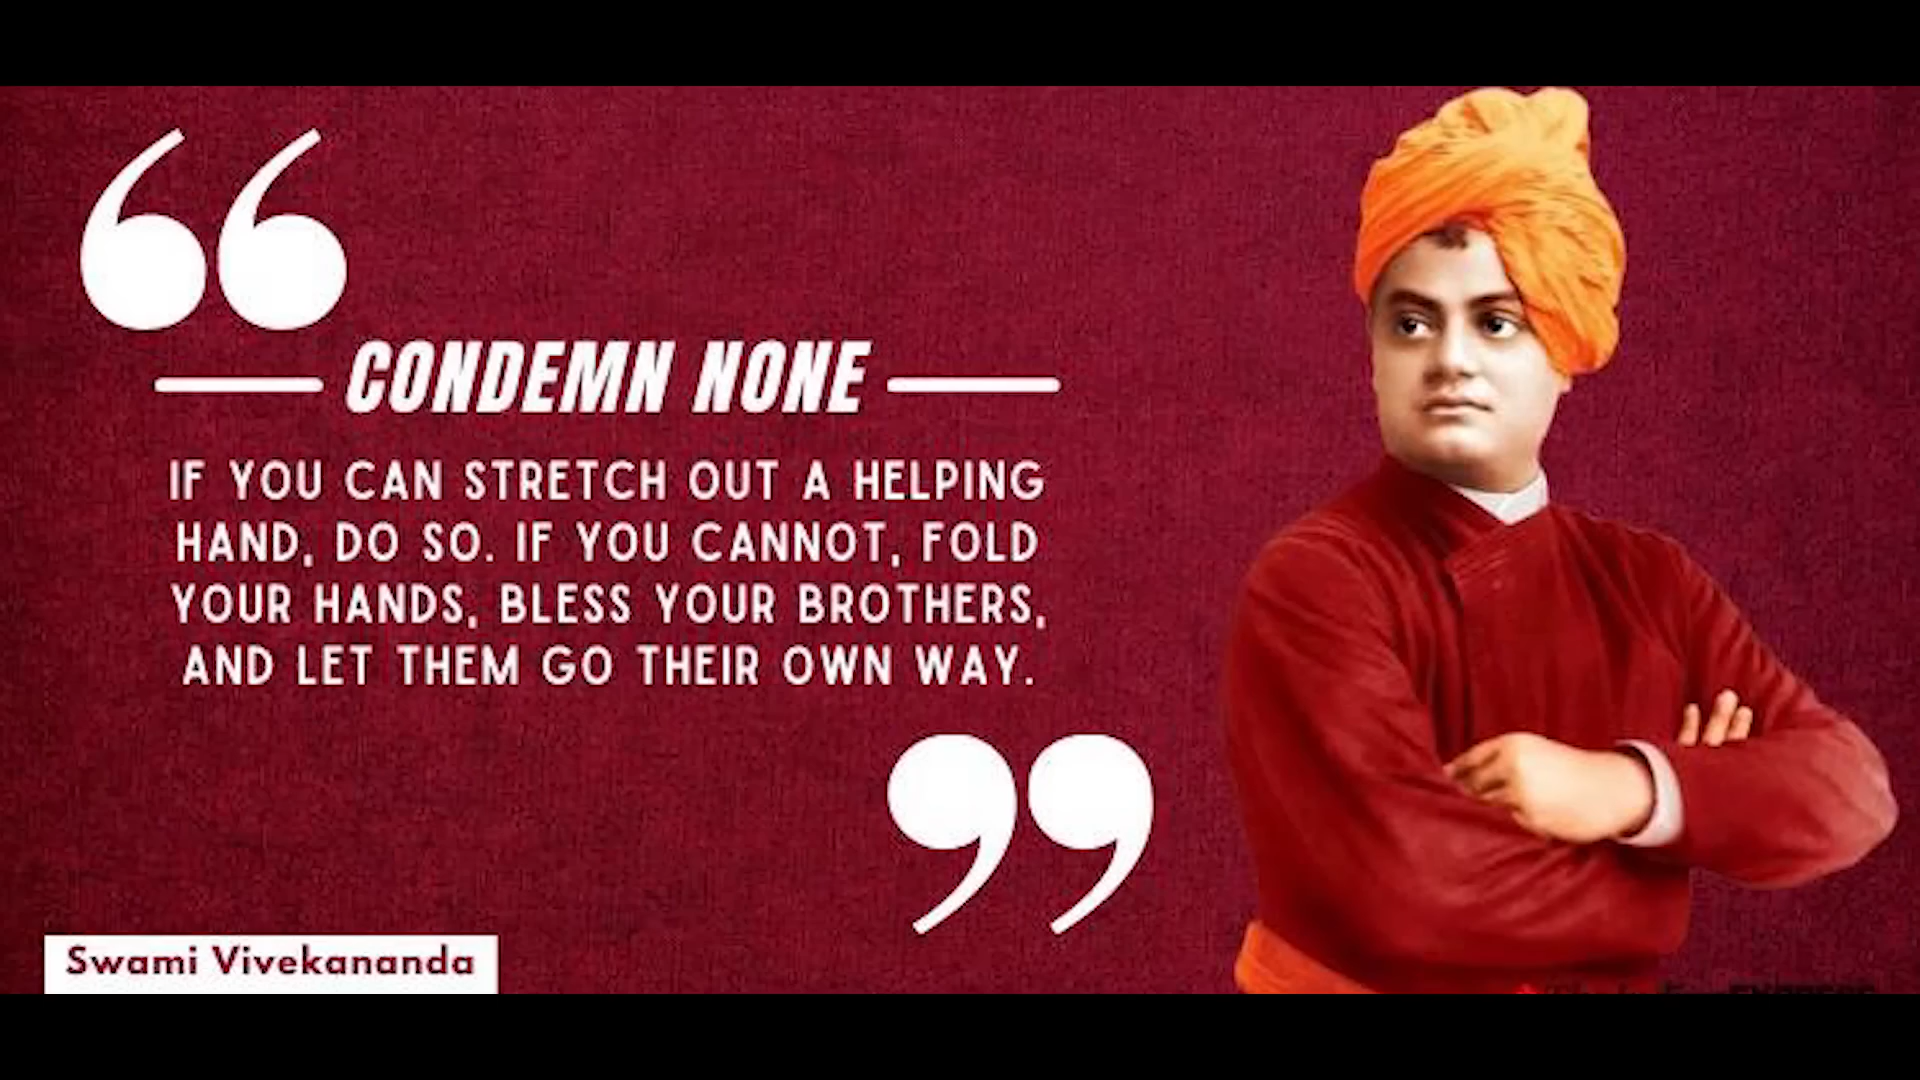 CONDEMN NONE
IF YOU CAN STRETCH OUT A HELPING
HAND, DO SO. IF YOU CANNOT, FOLD
YOUR HANDS, BLESS YOUR BROTHERS,
AND LET THEM GO THEIR OWN WAY.
Swami Vivekananda